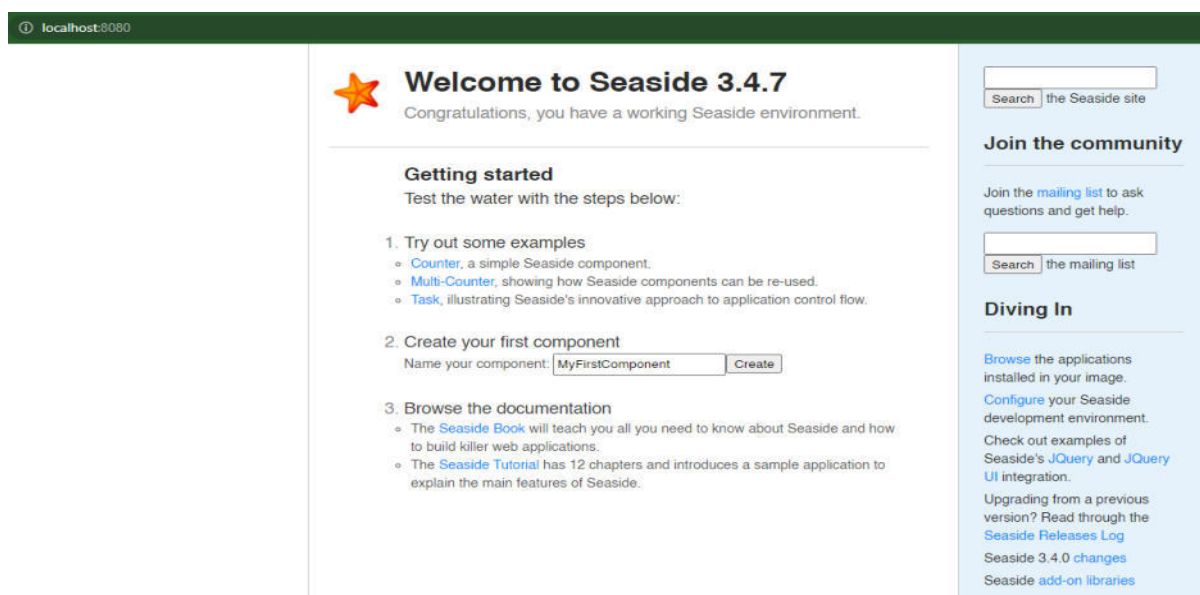 localhost:8080
Welcome to Seaside 3.4.7
Congratulations, you have a working Seaside environment.
Getting started
Test the water with the steps below:
1. Try out some examples
Counter, a simple Seaside component.
Multi-Counter, showing how Seaside components can be re-used.
Task, illustrating Seaside's innovative approach to application control flow.
2. Create your first component
Name your component: MyFirstComponent Create
3. Browse the documentation
The Seaside Book will teach you all you need to know about Seaside and how
to build killer web applications.
The Seaside Tutorial has 12 chapters and introduces a sample application to
explain the main features of Seaside.
Search the Seaside site
Join the community
Join the mailing list to ask
questions and get help.
Search the mailing list
Diving In
Browse the applications
installed in your image.
Configure your Seaside
development environment.
Check out examples of
Seaside's JQuery and JQuery
UI integration.
Upgrading from a previous
version? Read through the
Seaside Releases Log
Seaside 3.4.0 changes
Seaside add-on libraries